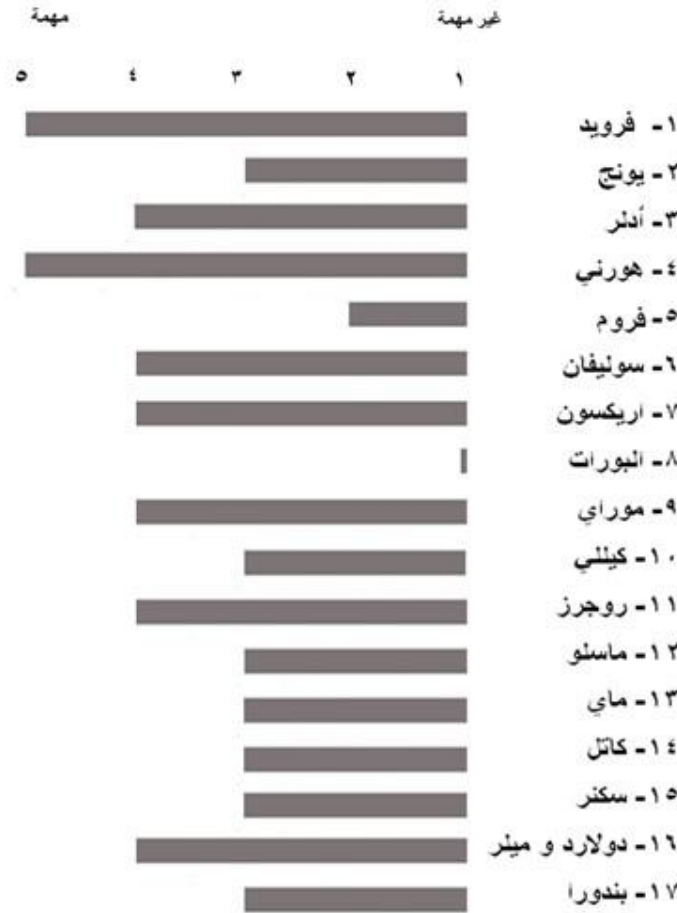 غير مهمة مهمة
١ ٢ ٣ ٤ ٥
١- فرويد
٢- يونج
٣- أدلر
٤- هورني
٥- فروم
٦- سوليفان
٧- اريكسون
٨- البورات
٩- موراي
١٠- كيللي
١١- روجرز
١٢- ماسلو
١٣- ماي
١٤- كاتل
١٥- سكنر
١٦- دولارد و ميلر
١٧- بندورا